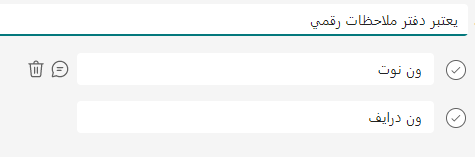 يعتبر دفتر ملاحظات رقمي
ون نوت
ون درايف